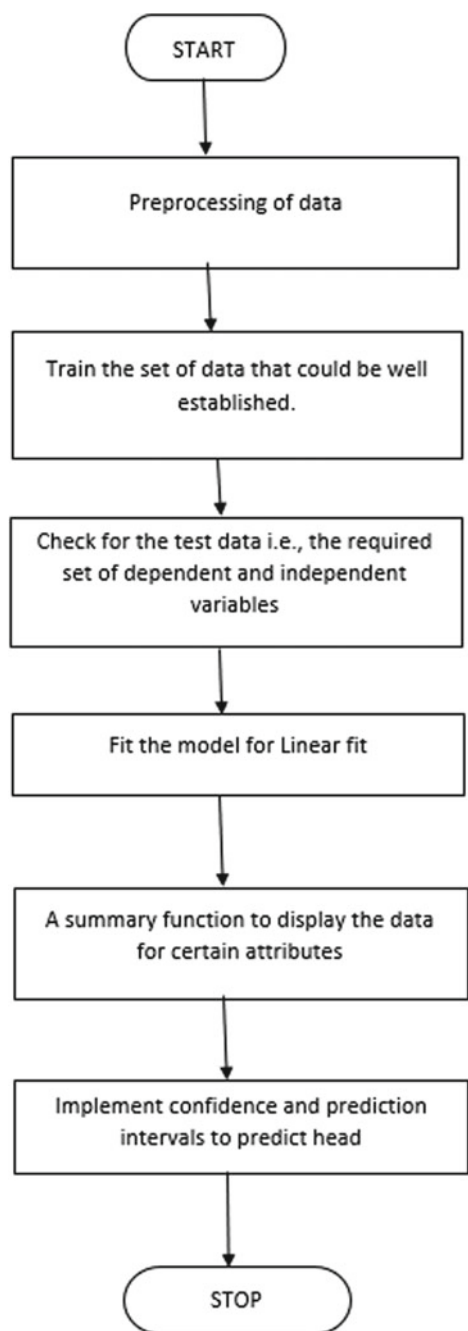 START
Preprocessing of data
Train the set of data that could be well
established.
Check for the test data i.e., the required
set of dependent and independent
variables
Fit the model for Linear fit
A summary function to display the data
for certain attributes
Implement confidence and prediction
intervals to predict head
STOP